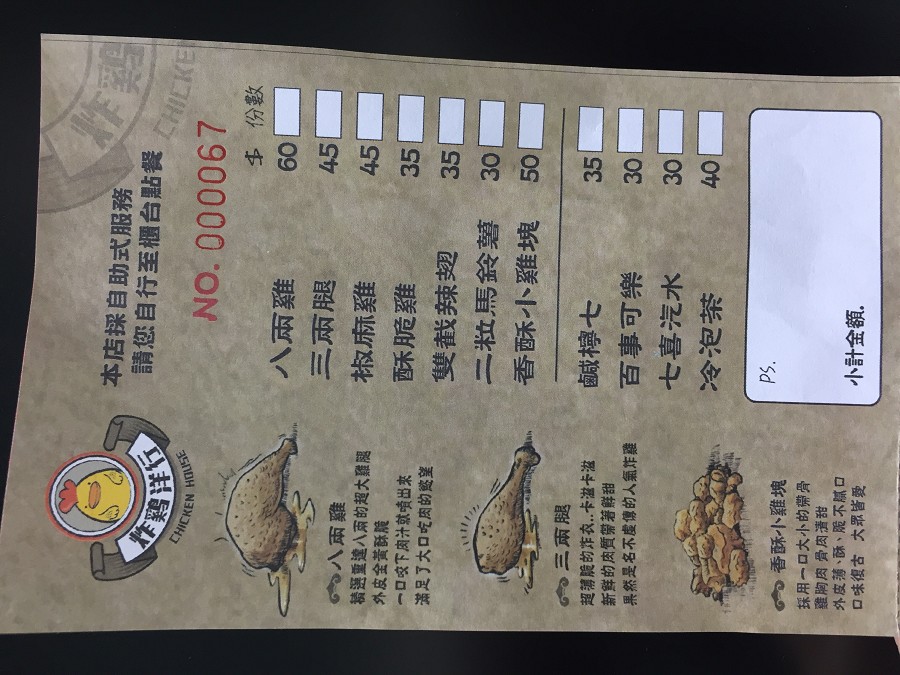 炸鷄洋行
CHICKEN HOUSE
本店採自助式服務
請您自行至櫃台點餐
炸鷄
CHICKE
NO. 000067
$ 份數
八兩雞 60
三兩腿 45
椒麻雞 45
酥脆雞 35
雙截辣翅 35
二粒馬鈴薯 30
香酥小雞塊 50
鹹檸七 35
百事可樂 30
七喜汽水 30
冷泡茶 40
PS.
小計金額.
八兩雞
精選重達八兩的超大雞腿
外皮金黃酥脆
一口咬下肉汁就噴出來
滿足了大口吃肉的慾望
三兩腿
超薄脆的炸衣..卡滋卡滋
新鮮的肉質帶著鮮甜
果然是名不虛傳的人氣炸雞
香酥小雞塊
採用一口大小的帶骨
雞胸肉 骨肉清甜
外皮薄、酥、脆不膩口
口味復古 大眾皆愛